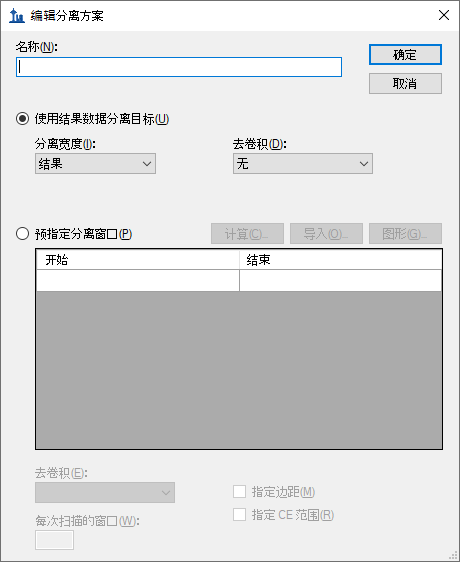 编辑分离方案
名称(N):
确定
取消
使用结果数据分离目标(U)
分离宽度(I):
去卷积(D):
结果
无
预指定分离窗口(P)
计算(C)...
导入(O)...
图形(G)...
开始
结束
去卷积(E):
指定边距(M)
每次扫描的窗口(W):
指定 CE 范围(R)